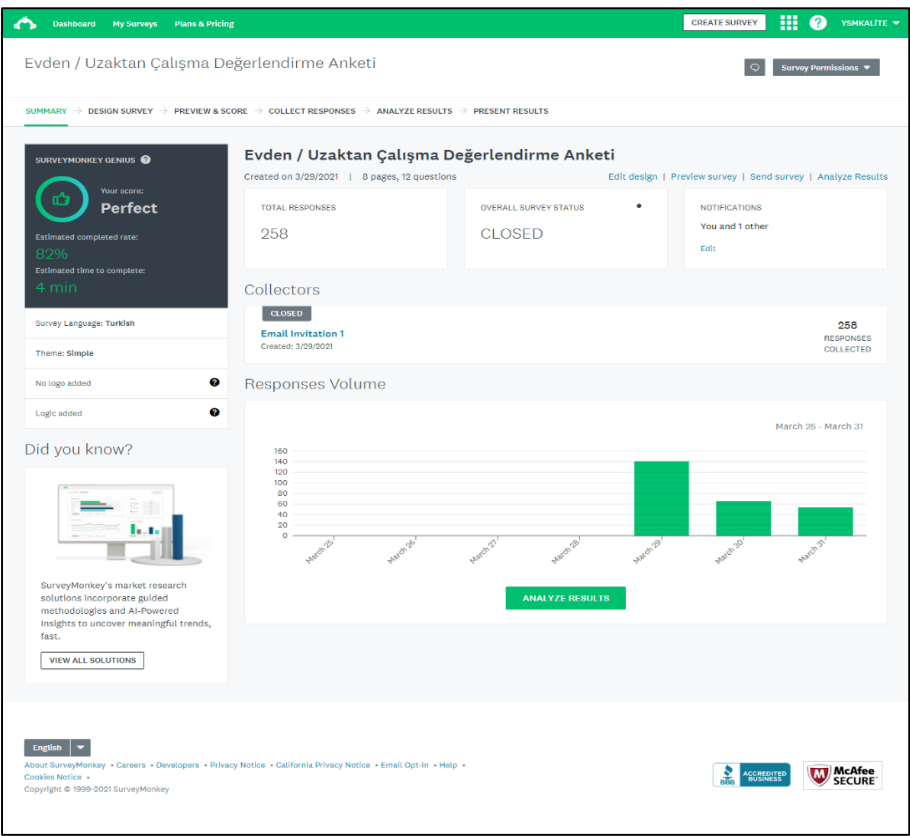 Dashboard My Surveys Plans & Pricing CREATE SURVEY ? YSMKALİTE
Evden / Uzaktan Çalışma Değerlendirme Anketi
Survey Permissions
SUMMARY → DESIGN SURVEY → PREVIEW & SCORE → COLLECT RESPONSES → ANALYZE RESULTS → PRESENT RESULTS
SURVEYMONKEY GENIUS ?
Your score:
Perfect
Estimated completed rate:
82%
Estimated time to complete:
4 min
Survey Language: Turkish
Theme: Simple
No logo added ?
Logic added ?
Did you know?
SurveyMonkey's market research
solutions incorporate guided
methodologies and AI-Powered
Insights to uncover meaningful trends,
fast.
VIEW ALL SOLUTIONS
Evden / Uzaktan Çalışma Değerlendirme Anketi
Created on 3/29/2021 | 8 pages, 12 questions Edit design | Preview survey | Send survey | Analyze Results
TOTAL RESPONSES
258
OVERALL SURVEY STATUS
CLOSED
NOTIFICATIONS
You and 1 other
Edit
Collectors
CLOSED
Email Invitation 1
Created: 3/29/2021
258
RESPONSES
COLLECTED
Responses Volume
March 25 - March 31
160
140
120
100
80
60
40
20
0
March 25 March 26 March 27 March 28 March 29 March 30 March 31
ANALYZE RESULTS
English
About SurveyMonkey • Careers • Developers • Privacy Notice • California Privacy Notice • Email Opt-In • Help •
Cookies Notice •
Copyright © 1999-2021 SurveyMonkey
BBB ACCREDITED BUSINESS
McAfee
SECURE